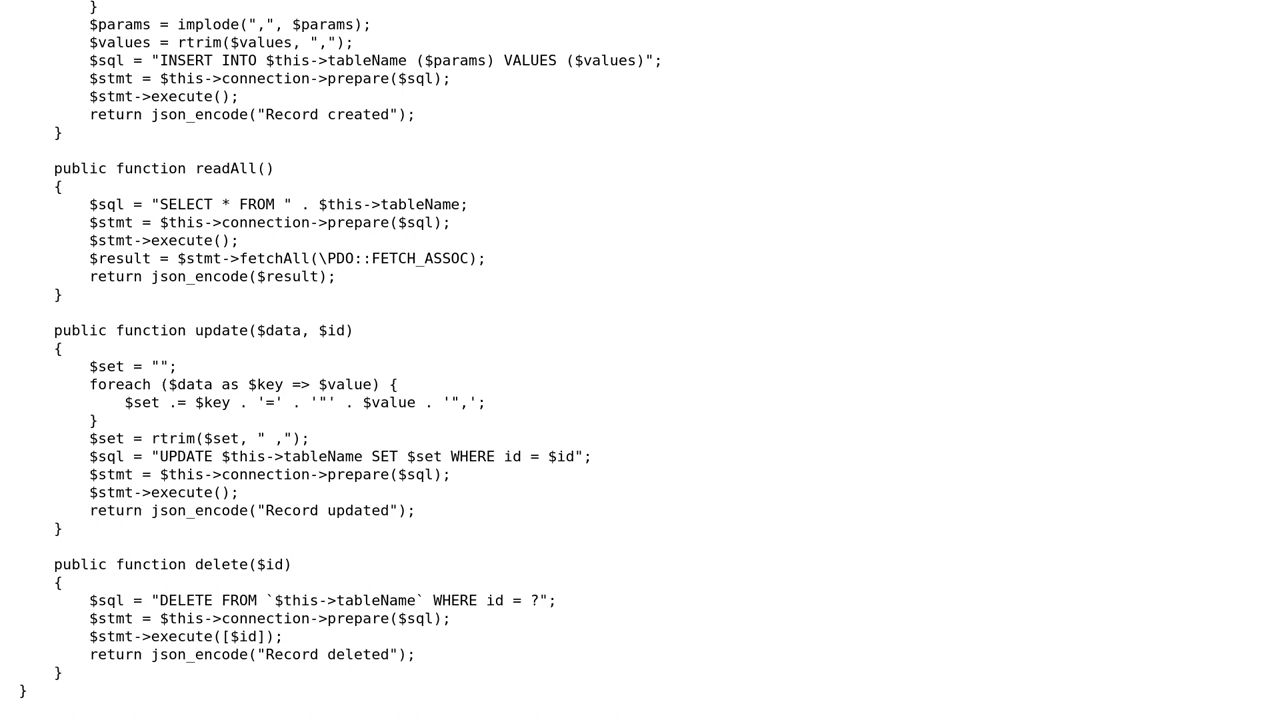 }
        $params = implode(",", $params);
        $values = rtrim($values, ",");
        $sql = "INSERT INTO $this->tableName ($params) VALUES ($values)";
        $stmt = $this->connection->prepare($sql);
        $stmt->execute();
        return json_encode("Record created");
    }

    public function readAll()
    {
        $sql = "SELECT * FROM " . $this->tableName;
        $stmt = $this->connection->prepare($sql);
        $stmt->execute();
        $result = $stmt->fetchAll(\PDO::FETCH_ASSOC);
        return json_encode($result);
    }

    public function update($data, $id)
    {
        $set = "";
        foreach ($data as $key => $value) {
            $set .= $key . '=' . '"' . $value . '",';
        }
        $set = rtrim($set, " ,");
        $sql = "UPDATE $this->tableName SET $set WHERE id = $id";
        $stmt = $this->connection->prepare($sql);
        $stmt->execute();
        return json_encode("Record updated");
    }

    public function delete($id)
    {
        $sql = "DELETE FROM `$this->tableName` WHERE id = ?";
        $stmt = $this->connection->prepare($sql);
        $stmt->execute([$id]);
        return json_encode("Record deleted");
    }
}